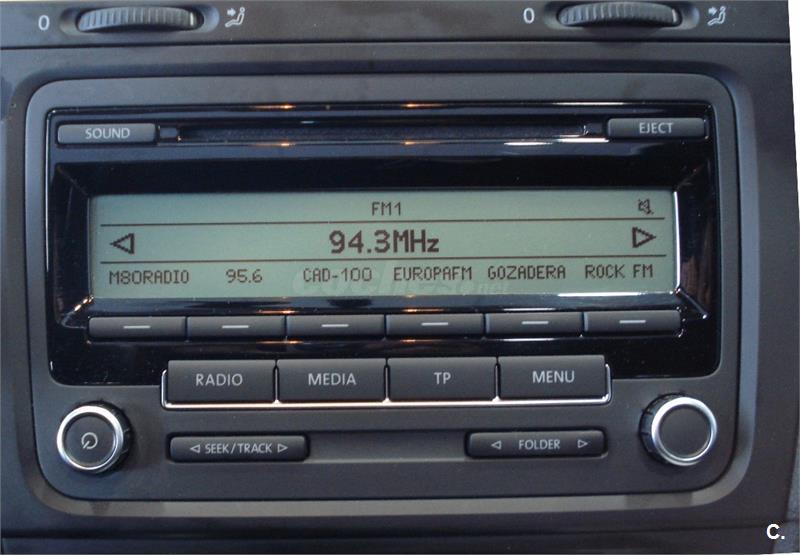 0 0
SOUND EJECT
FM1
94.3MHz
M80RADIO 95.6 CAD-100 EUROPAFM GOZADERA ROCK FM
RADIO MEDIA TP MENU
SEEK/TRACK FOLDER
C.